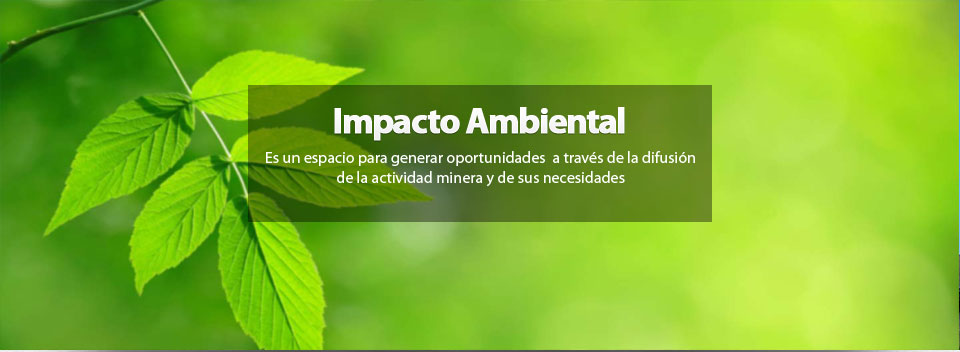 Impacto Ambiental
Es un espacio para generar oportunidades a través de la difusión
de la actividad minera y de sus necesidades